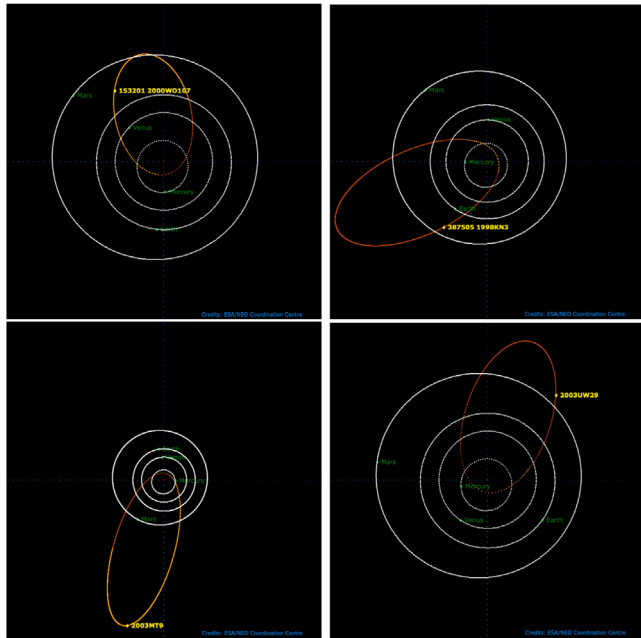 Mars
153201 2000WO107
Venus
Mercury
Earth
Credits: ESA/NEO Coordination Centre
Mars
Venus
Mercury
Earth
387505 1998KN3
Credits: ESA/NEO Coordination Centre
Earth
Mercury
Mars
2003MT9
Credits: ESA/NEO Coordination Centre
2003UW29
Mars
Mercury
Venus
Earth
Credits: ESA/NEO Coordination Centre